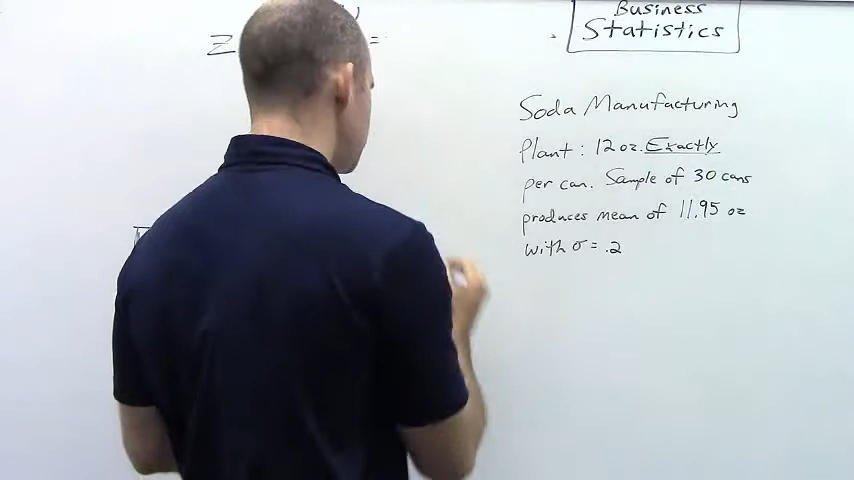 Business
Statistics
Z =
Soda Manufacturing
Plant : 12 oz. Exactly
per can. Sample of 30 cans
produces mean of 11.95 oz
with σ = .2